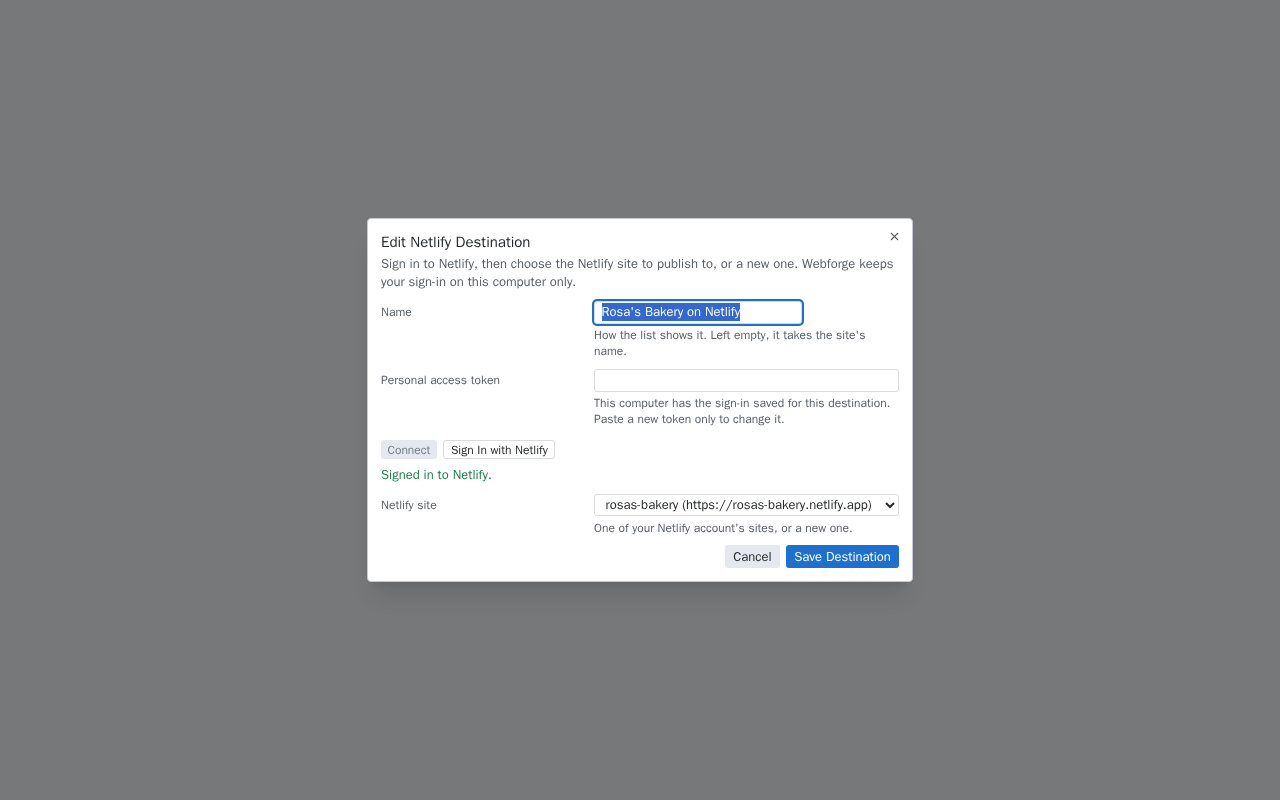 Edit Netlify Destination
✕
Sign in to Netlify, then choose the Netlify site to publish to, or a new one. Webforge keeps
your sign-in on this computer only.
Name
Rosa's Bakery on Netlify
How the list shows it. Left empty, it takes the site's
name.
Personal access token
This computer has the sign-in saved for this destination.
Paste a new token only to change it.
Connect
Sign In with Netlify
Signed in to Netlify.
Netlify site
rosas-bakery (https://rosas-bakery.netlify.app)
One of your Netlify account's sites, or a new one.
Cancel
Save Destination